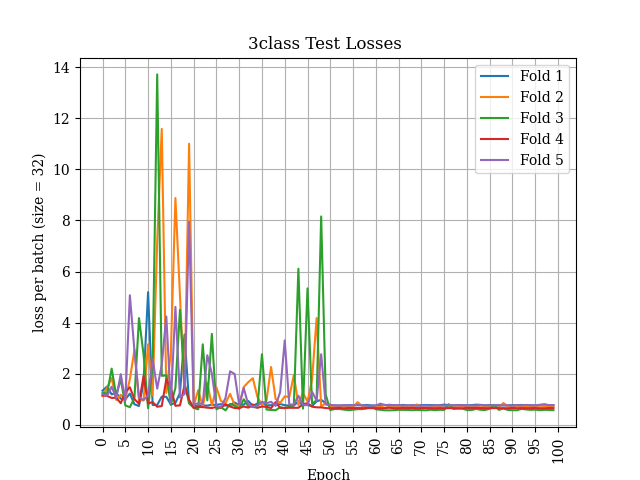 3class Test Losses
14
12
10
8
6
4
2
0
loss per batch (size = 32)
Fold 1
Fold 2
Fold 3
Fold 4
Fold 5
0 5 10 15 20 25 30 35 40 45 50 55 60 65 70 75 80 85 90 95 100
Epoch